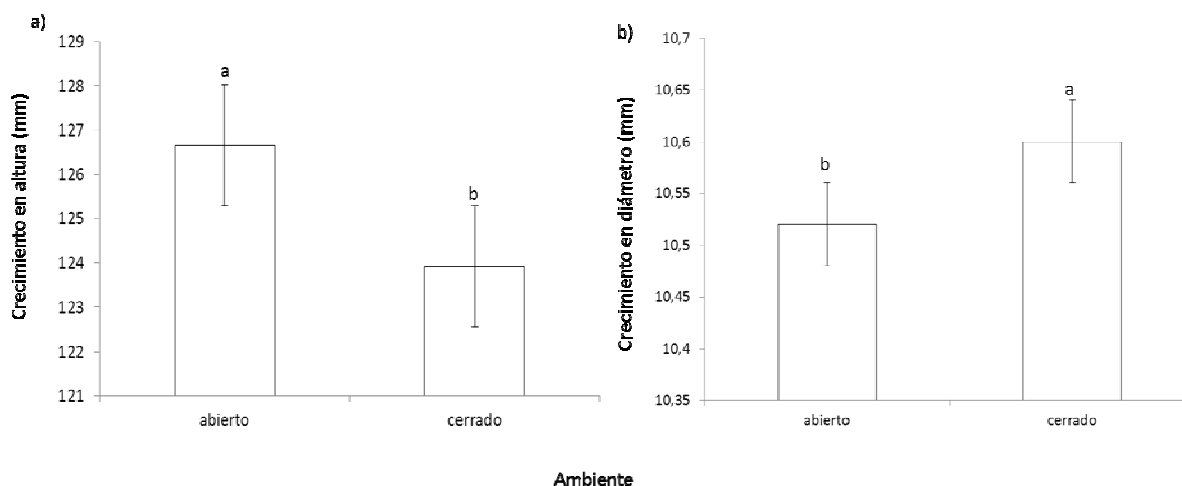 a)
Crecimiento en altura (mm)
129
128
127
126
125
124
123
122
121
a
b
abierto
cerrado
b)
Crecimiento en diámetro (mm)
10,7
10,65
10,6
10,55
10,5
10,45
10,4
10,35
b
a
abierto
cerrado
Ambiente